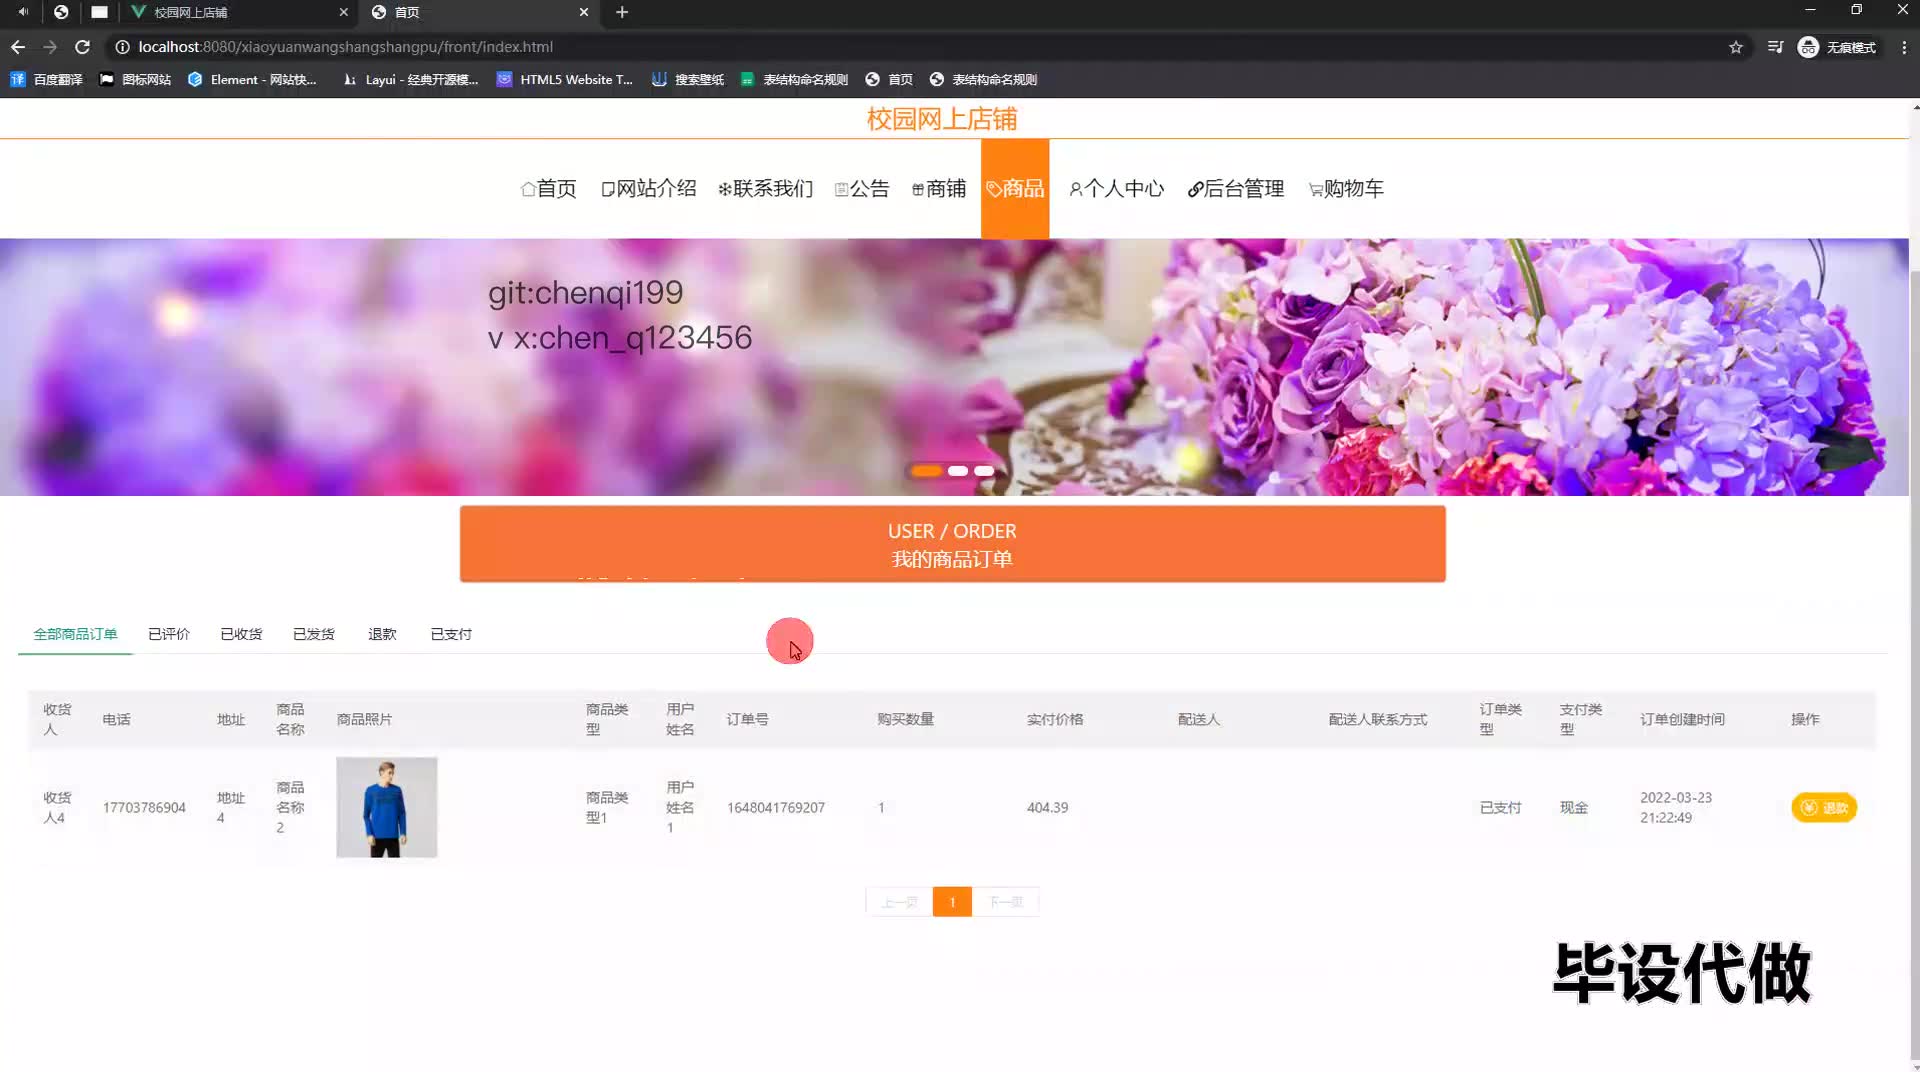 校园网上店铺
首页
localhost:8080/xiaoyuanwangshangshangpu/front/index.html
无痕模式
百度翻译 图标网站 Element - 网站快... Layui - 经典开源模... HTML5 Website T... 搜索壁纸 表结构命名规则 首页 表结构命名规则
校园网上店铺
首页 网站介绍 联系我们 公告 商铺 商品 个人中心 后台管理 购物车
git:chenqi199
v x:chen_q123456
USER / ORDER
我的商品订单
全部商品订单 已评价 已收货 已发货 退款 已支付
收货人 电话 地址 商品名称 商品照片 商品类型 用户姓名 订单号 购买数量 实付价格 配送人 配送人联系方式 订单类型 支付类型 订单创建时间 操作
收货人4 17703786904 地址4 商品名称2 商品类型1 用户姓名1 1648041769207 1 404.39 已支付 现金 2022-03-23 21:22:49 退款
上一页 1 下一页
毕设代做